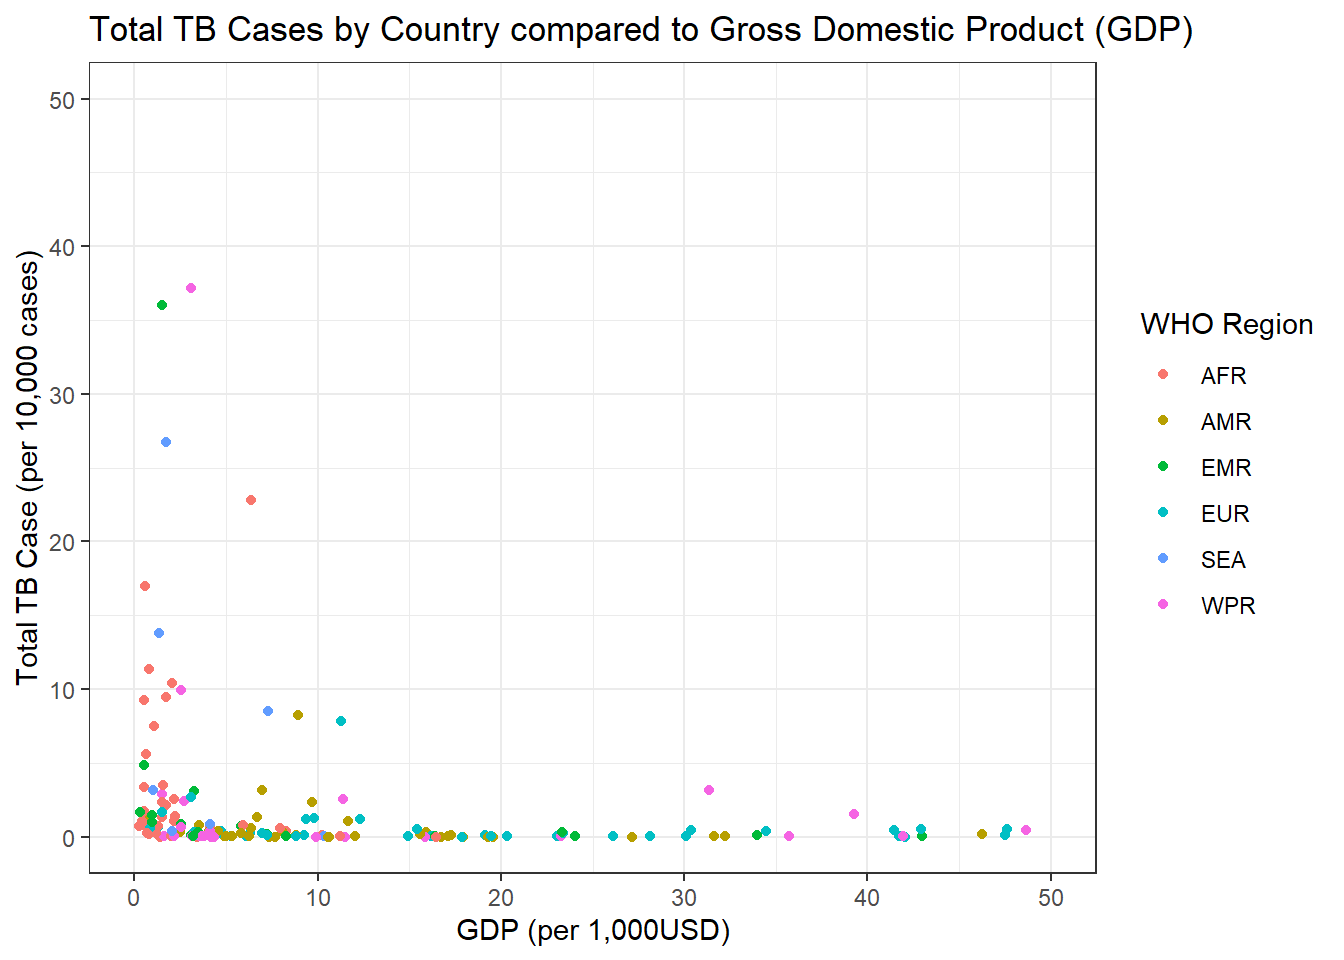 Total TB Cases by Country compared to Gross Domestic Product (GDP)
Total TB Case (per 10,000 cases)
50
40
30
20
10
0
0 10 20 30 40 50
GDP (per 1,000USD)
WHO Region
AFR
AMR
EMR
EUR
SEA
WPR